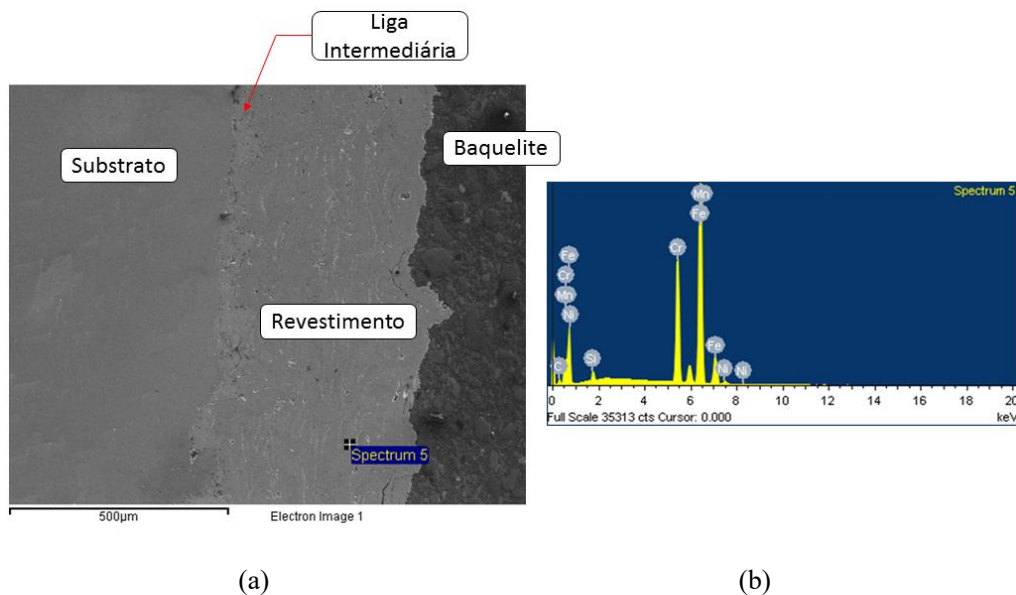 Liga
Intermediária
Substrato
Baquelite
Revestimento
Spectrum 5
500µm
Electron Image 1
Spectrum 5
Mn
Fe
Fe
Cr
Cr
Mn
Ni
Fe
C
Si
Ni
Ni
0 2 4 6 8 10 12 14 16 18 20
Full Scale 35313 cts Cursor: 0.000 keV
(a) (b)